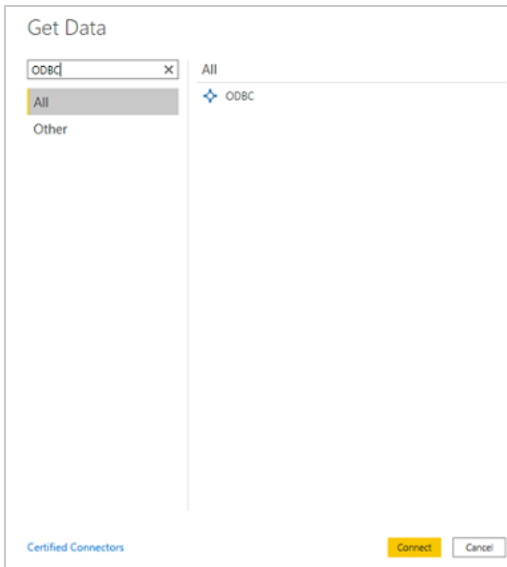 Get Data
ODBC
All
Other
All
ODBC
Certified Connectors
Connect
Cancel